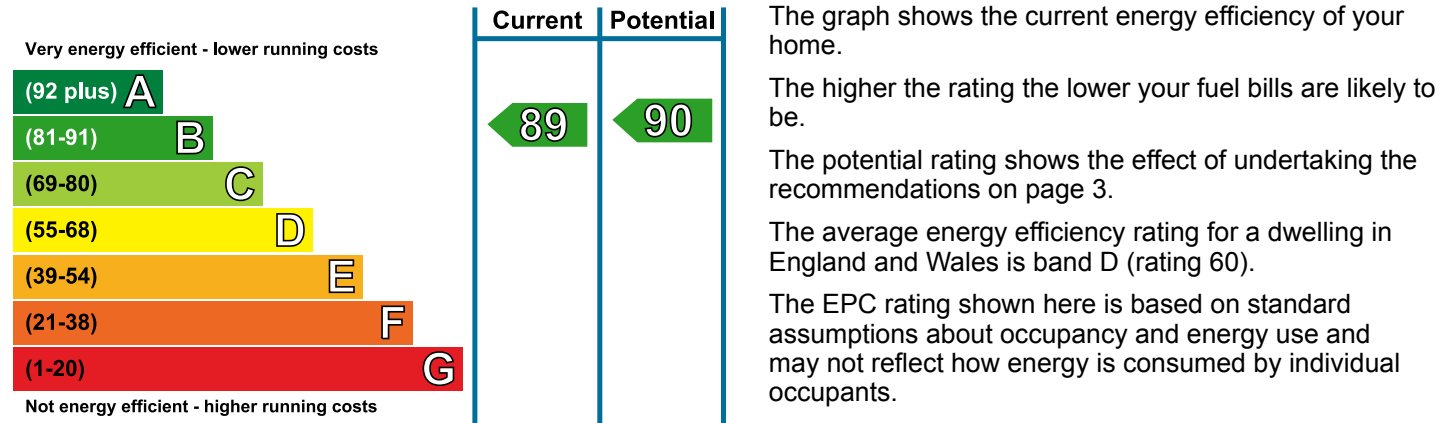 Current Potential
Very energy efficient - lower running costs
(92 plus) A
(81-91) B
(69-80) C
(55-68) D
(39-54) E
(21-38) F
(1-20) G
Not energy efficient - higher running costs
89 90
The graph shows the current energy efficiency of your
home.
The higher the rating the lower your fuel bills are likely to
be.
The potential rating shows the effect of undertaking the
recommendations on page 3.
The average energy efficiency rating for a dwelling in
England and Wales is band D (rating 60).
The EPC rating shown here is based on standard
assumptions about occupancy and energy use and
may not reflect how energy is consumed by individual
occupants.